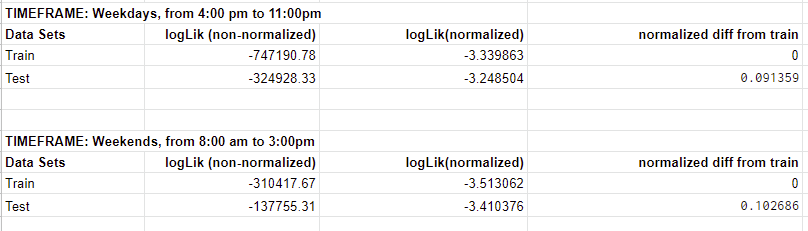 TIMEFRAME: Weekdays, from 4:00 pm to 11:00pm
Data Sets logLik (non-normalized) logLik(normalized) normalized diff from train
Train -747190.78 -3.339863 0
Test -324928.33 -3.248504 0.091359
TIMEFRAME: Weekends, from 8:00 am to 3:00pm
Data Sets logLik (non-normalized) logLik(normalized) normalized diff from train
Train -310417.67 -3.513062 0
Test -137755.31 -3.410376 0.102686